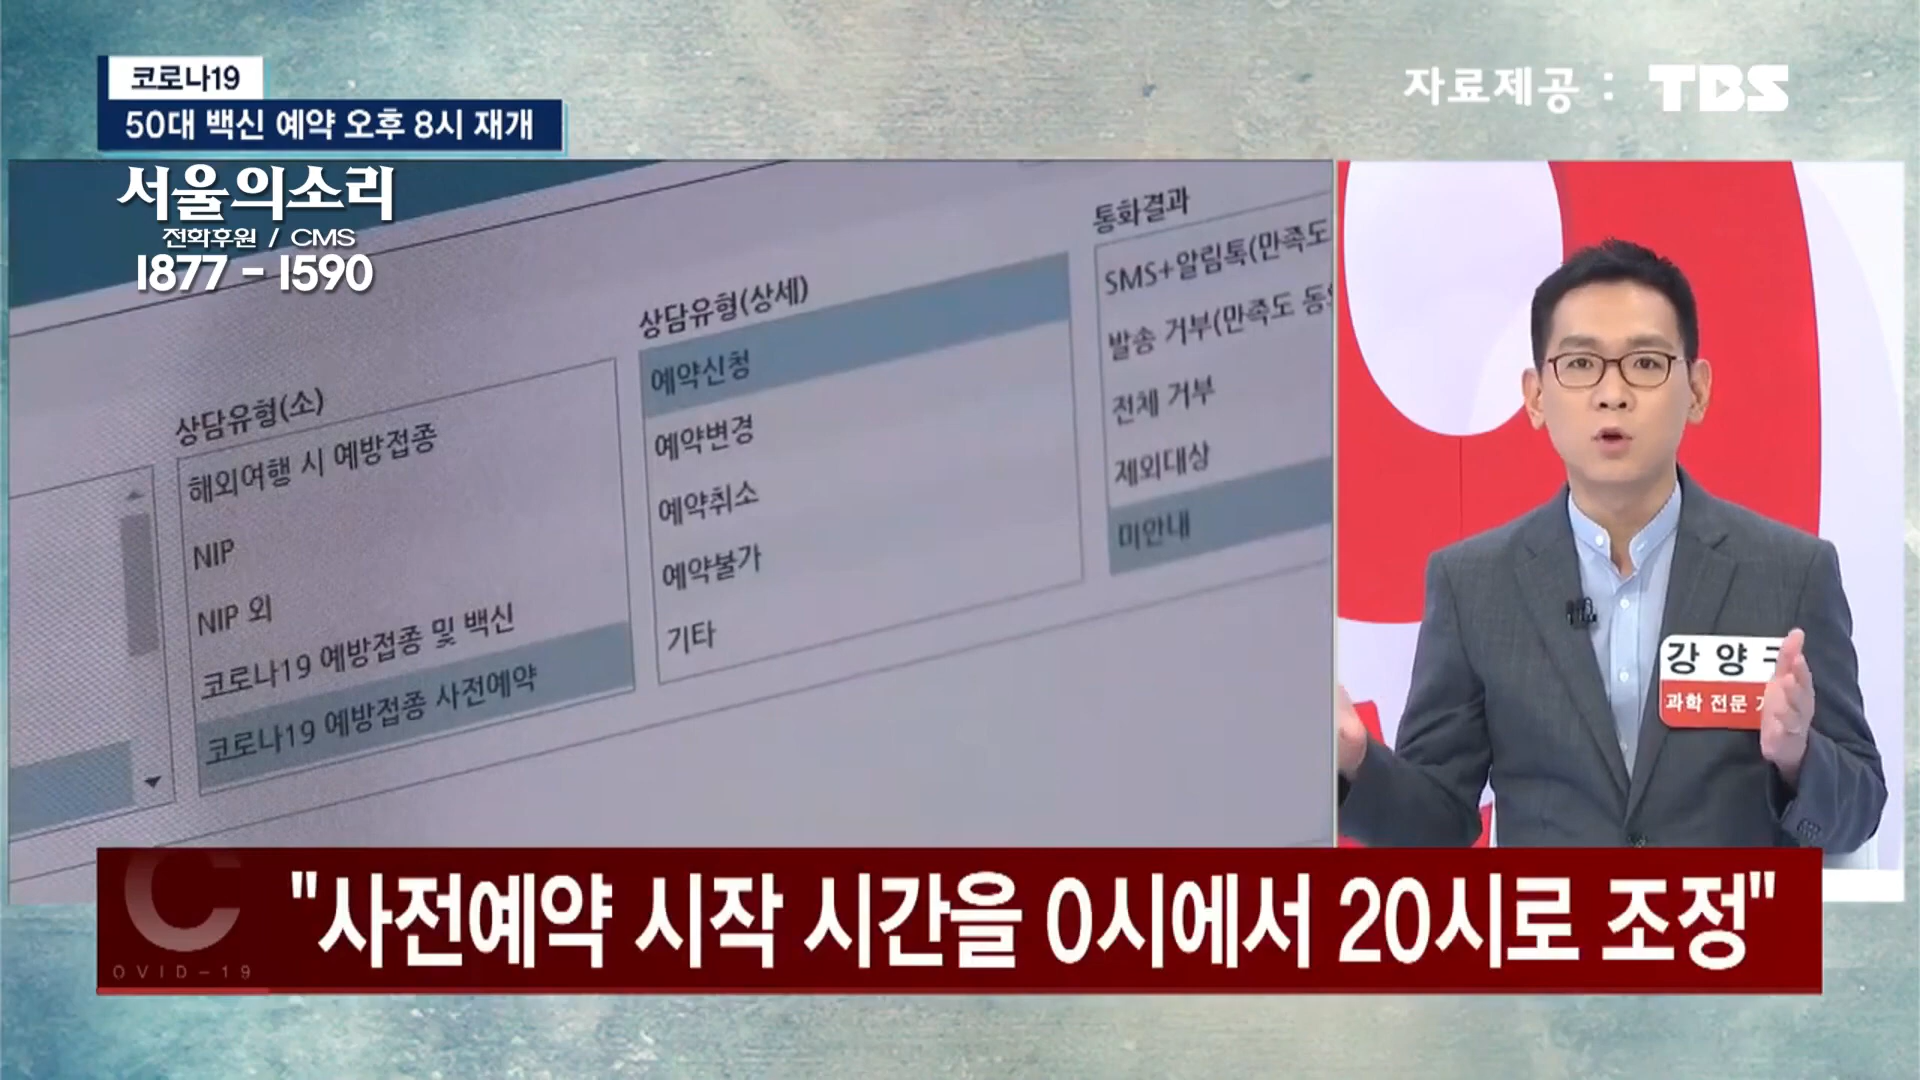 코로나19
50대 백신 예약 오후 8시 재개
자료제공 : TBS
서울의소리
전화후원 / CMS
1877 - 1590
상담유형(소)
해외여행 시 예방접종
NIP
NIP 외
코로나19 예방접종 및 백신
코로나19 예방접종 사전예약
상담유형(상세)
예약신청
예약변경
예약취소
예약불가
기타
통화결과
SMS+알림톡(만족도
발송 거부(만족도
전체 거부
제외대상
미안내
강 양
과학 전문
"사전예약 시작 시간을 0시에서 20시로 조정"
COVID-19